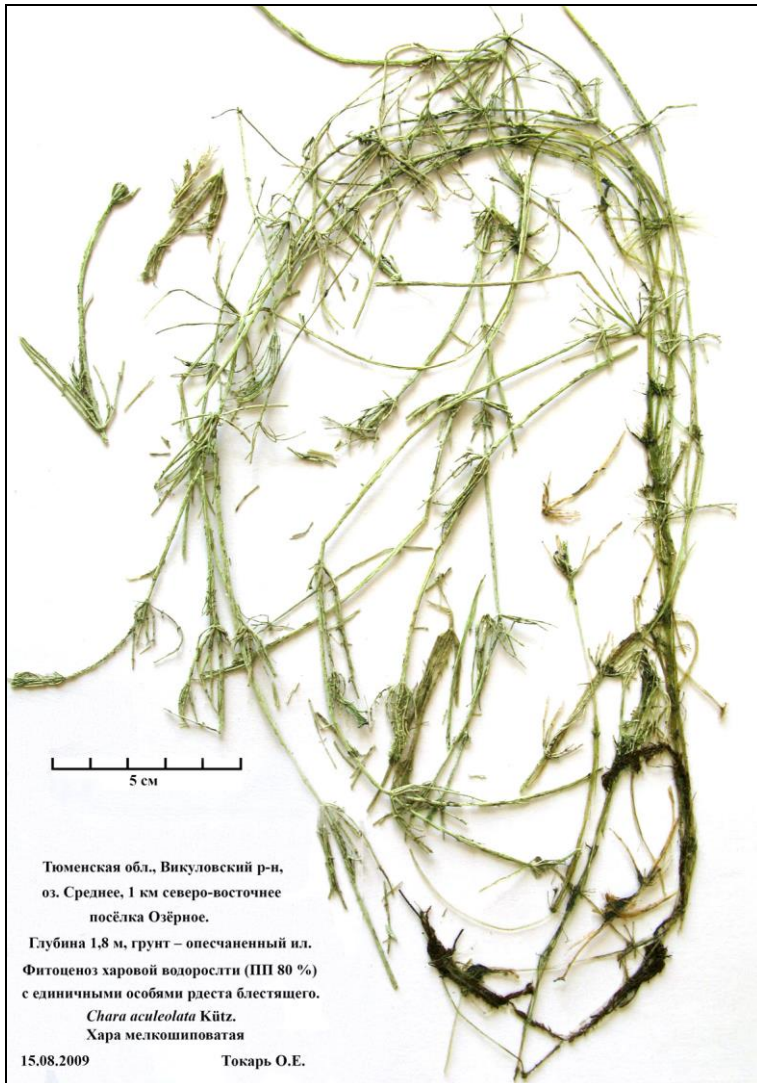 5 см
Тюменская обл., Викуловский р-н,
оз. Среднее, 1 км северо-восточнее
посёлка Озёрное.
Глубина 1,8 м, грунт – опесчаненный ил.
Фитоценоз харовой водорослти (ПП 80 %)
с единичными особями рдеста блестящего.
Chara aculeolata Kütz.
Хара мелкошиповатая
15.08.2009 Токарь О.Е.